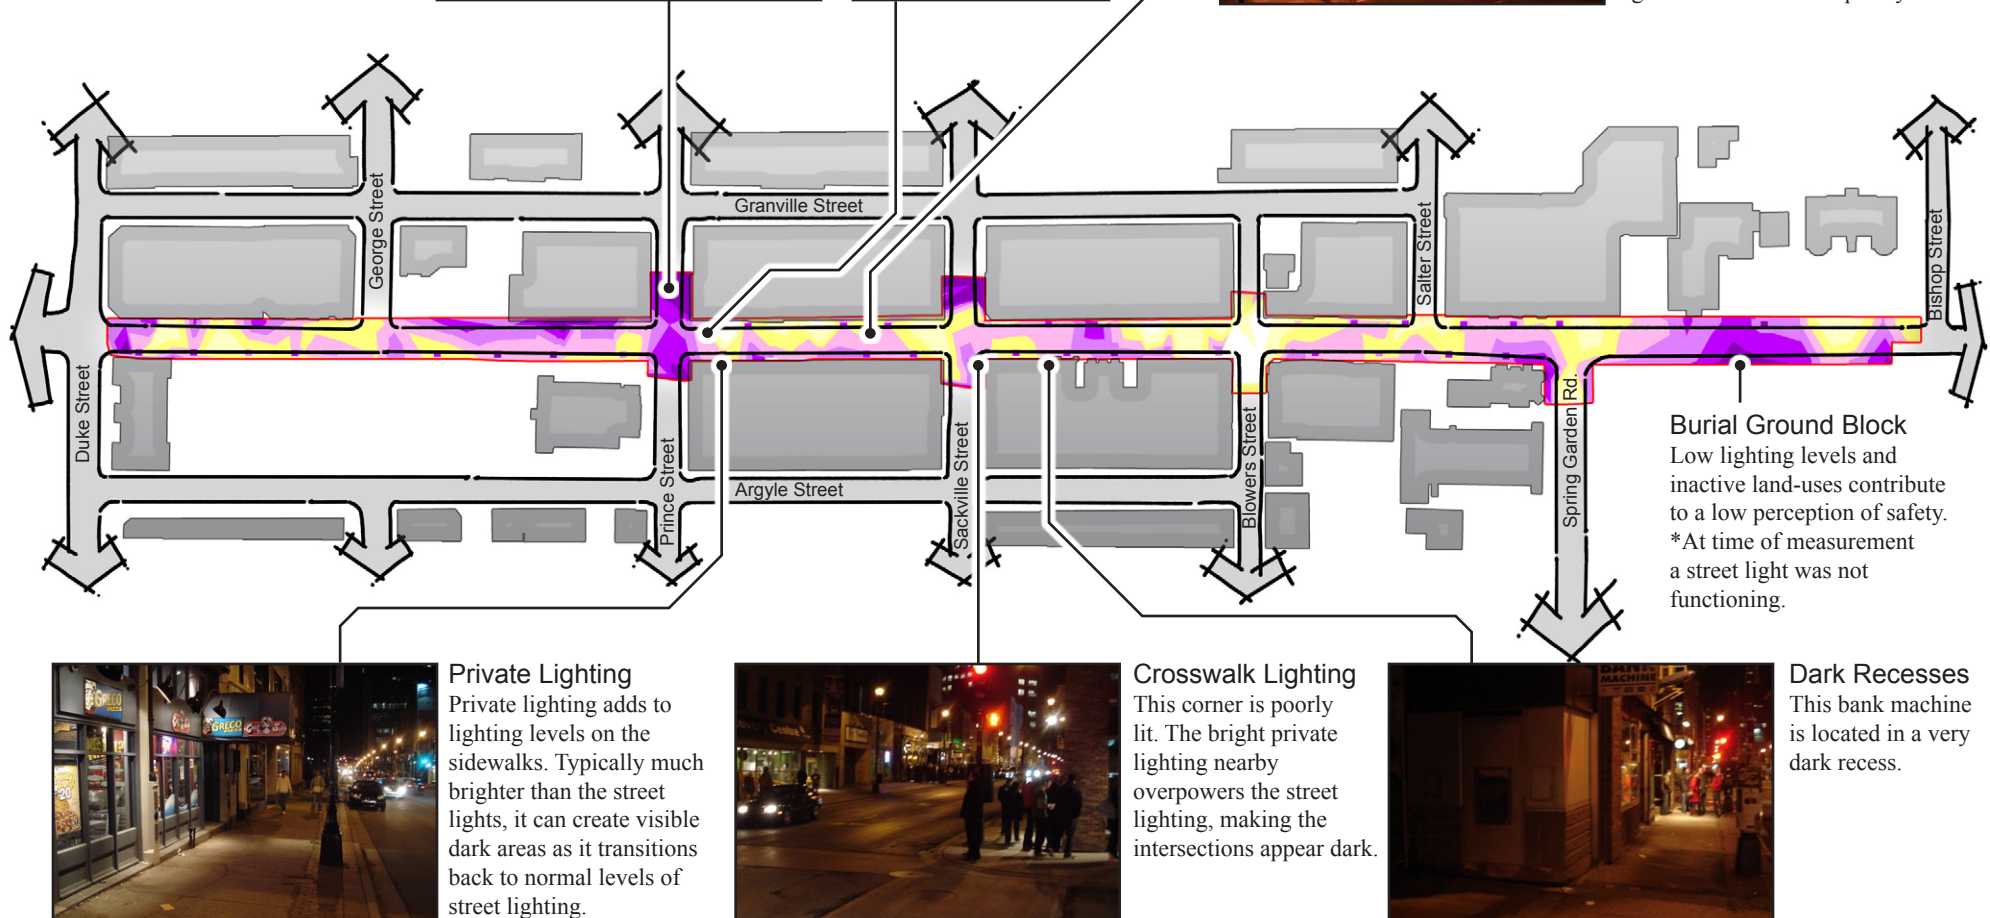 Granville Street
George Street
Salter Street
Bishop Street
Duke Street
Prince Street
Argyle Street
Sackville Street
Blowers Street
Spring Garden Rd.
Burial Ground Block
Low lighting levels and
inactive land-uses contribute
to a low perception of safety.
*At time of measurement
a street light was not
functioning.
Private Lighting
Private lighting adds to
lighting levels on the
sidewalks. Typically much
brighter than the street
lights, it can create visible
dark areas as it transitions
back to normal levels of
street lighting.
Crosswalk Lighting
This corner is poorly
lit. The bright private
lighting nearby
overpowers the street
lighting, making the
intersections appear dark.
Dark Recesses
This bank machine
is located in a very
dark recess.
GRECO
PIZZA
GRECO
MACHINE